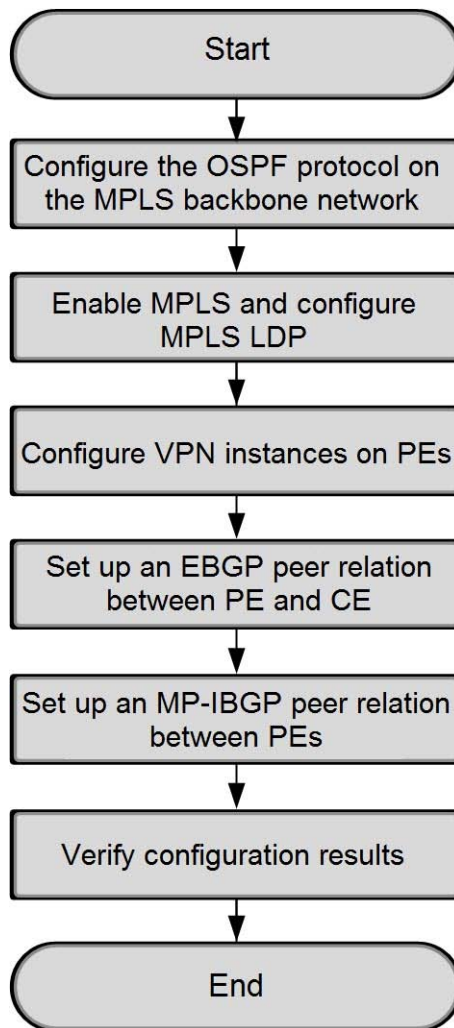 Start
Configure the OSPF protocol on
the MPLS backbone network
Enable MPLS and configure
MPLS LDP
Configure VPN instances on PEs
Set up an EBGP peer relation
between PE and CE
Set up an MP-IBGP peer relation
between PEs
Verify configuration results
End